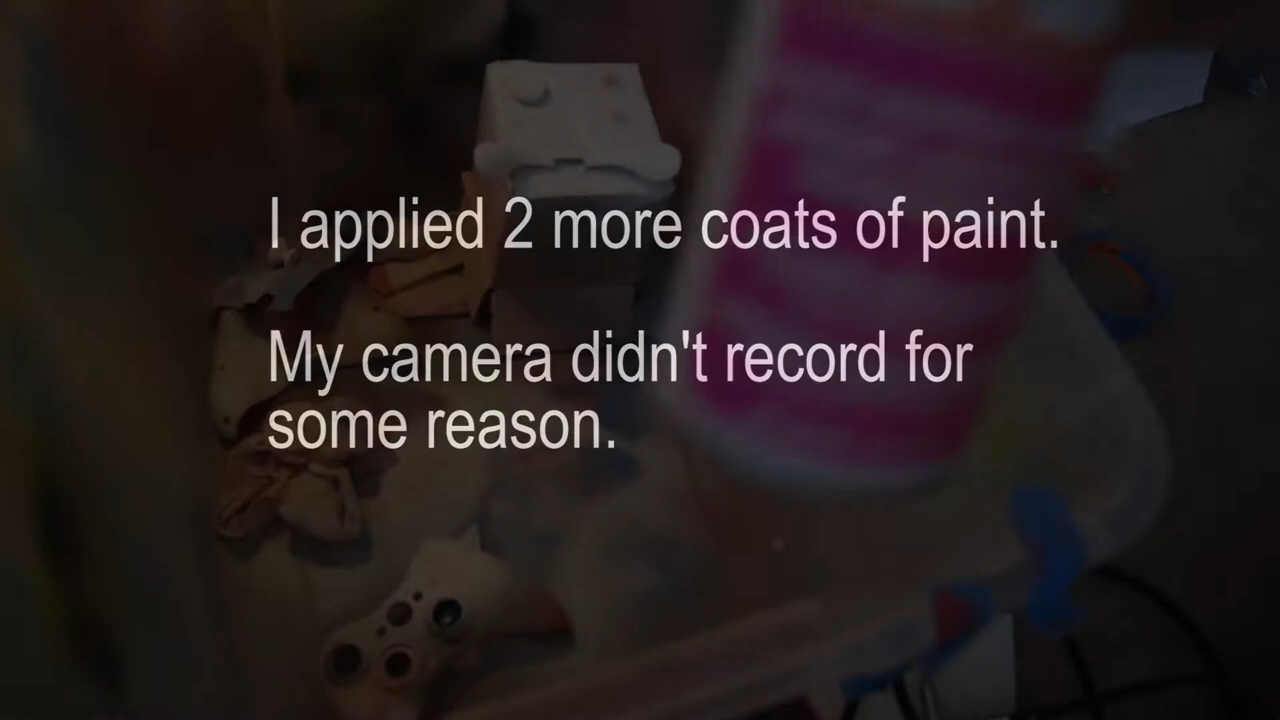 I applied 2 more coats of paint.
My camera didn't record for
some reason.